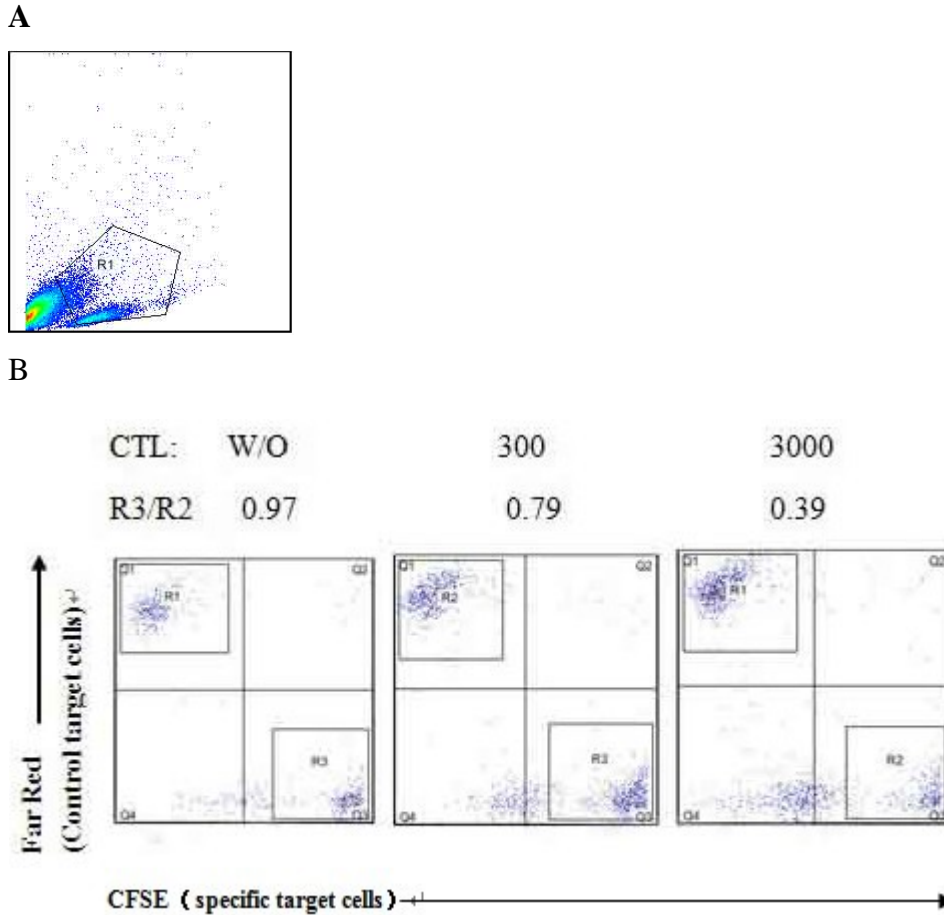 A
R1
B
CTL: W/O 300 3000
R3/R2 0.97 0.79 0.39
Q1 Q2 Q1 Q2 Q1 Q2
R1 R2 R1
R3 R3 R2
Q4 Q3 Q4 Q3 Q4 Q3
Far Red
(Control target cells)
CFSE ( specific target cells )